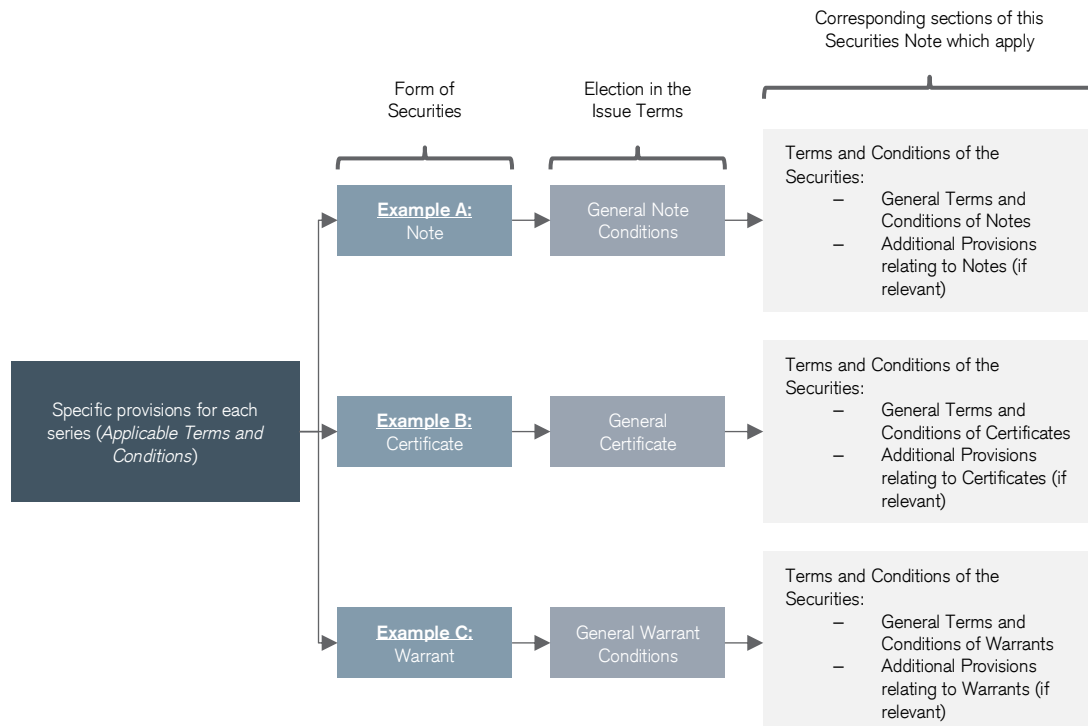 Corresponding sections of this
Securities Note which apply
Form of
Securities
Election in the
Issue Terms
Terms and Conditions of the
Securities:
– General Terms and
Conditions of Notes
– Additional Provisions
relating to Notes (if
relevant)
Example A:
Note
General Note
Conditions
Specific provisions for each
series (Applicable Terms and
Conditions)
Example B:
Certificate
General
Certificate
Terms and Conditions of the
Securities:
– General Terms and
Conditions of Certificates
– Additional Provisions
relating to Certificates (if
relevant)
Example C:
Warrant
General Warrant
Conditions
Terms and Conditions of the
Securities:
– General Terms and
Conditions of Warrants
– Additional Provisions
relating to Warrants (if
relevant)